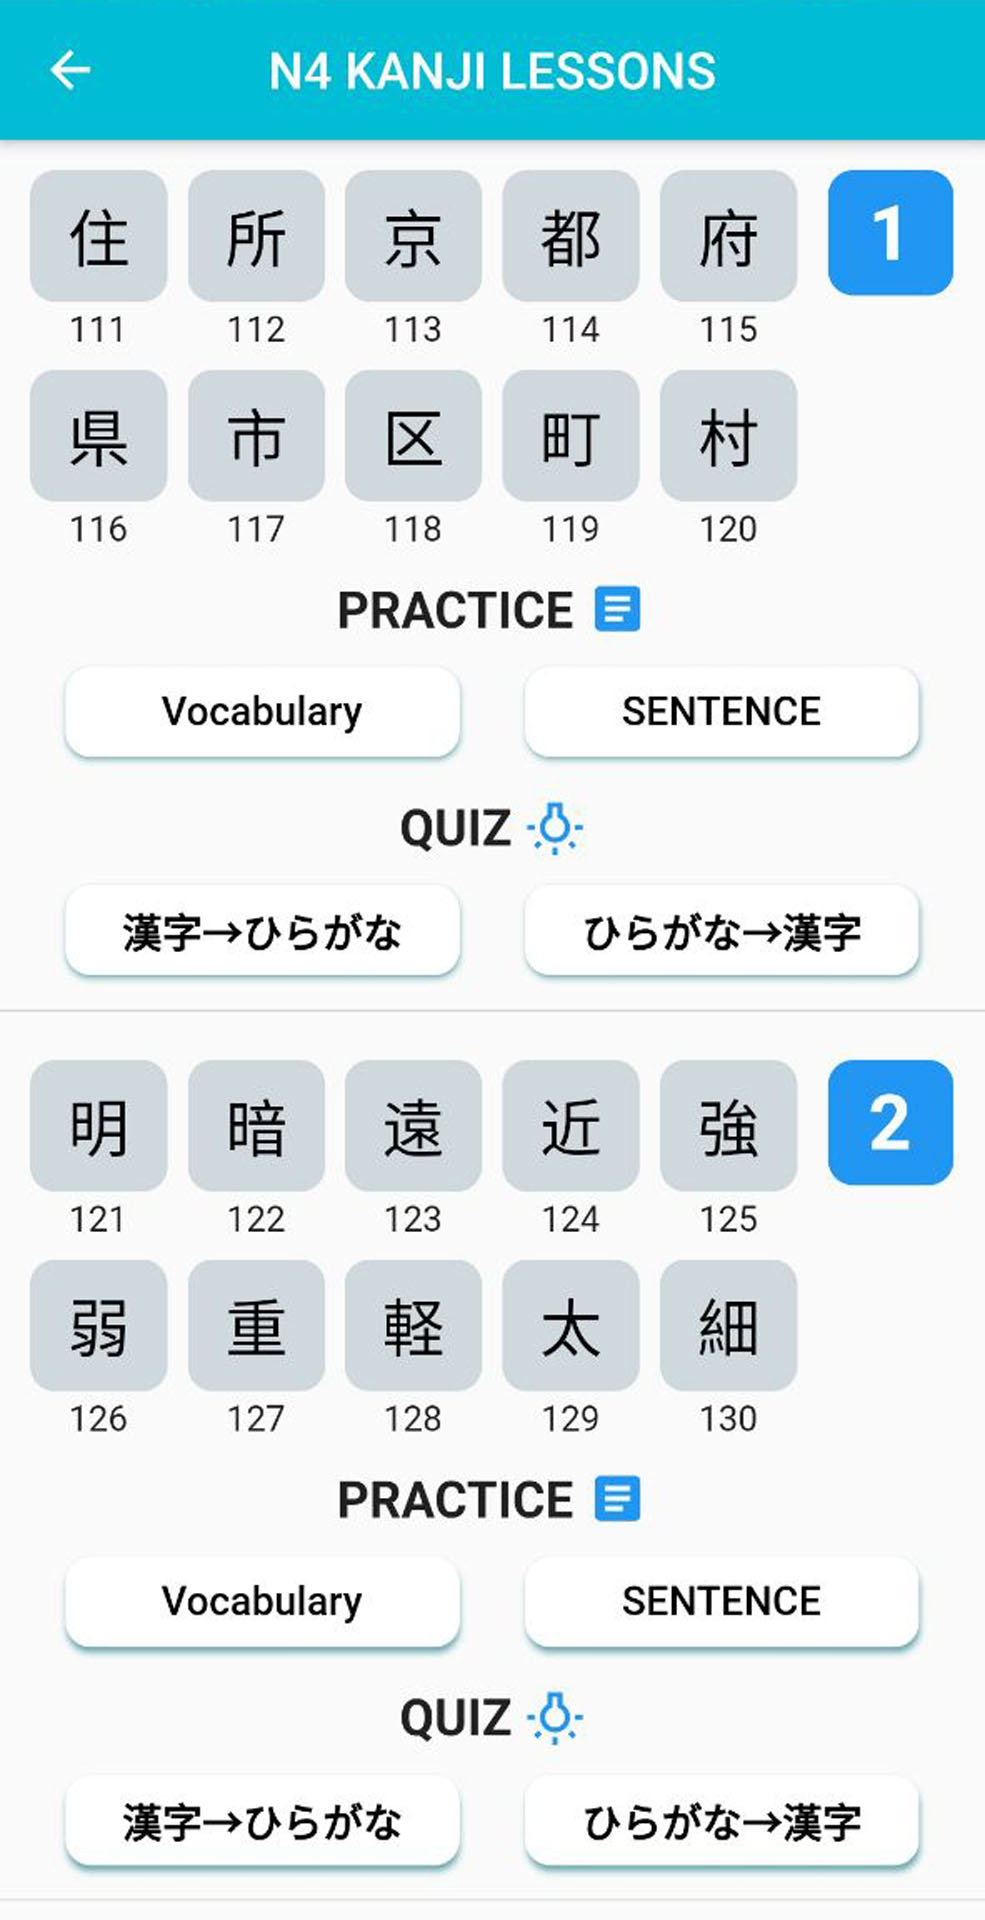 N4 KANJI LESSONS
住 所 京 都 府 1
111 112 113 114 115
県 市 区 町 村
116 117 118 119 120
PRACTICE
Vocabulary SENTENCE
QUIZ
漢字→ひらがな ひらがな→漢字
明 暗 遠 近 強 2
121 122 123 124 125
弱 重 軽 太 細
126 127 128 129 130
PRACTICE
Vocabulary SENTENCE
QUIZ
漢字→ひらがな ひらがな→漢字